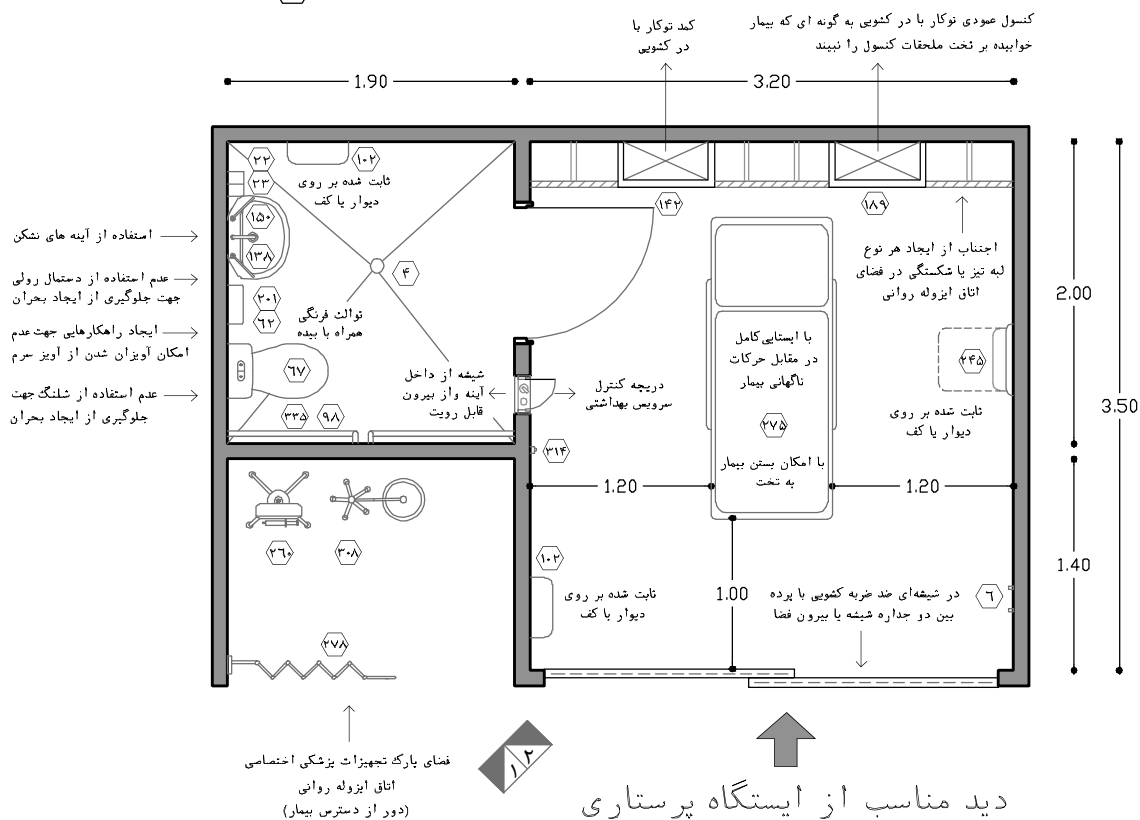 کنسول عمودی توکار با در کشویی به گونه ای که بیمار
خوابیده بر تخت ملحقات کنسول را نبیند
کمد توکار با
در کشویی
3.20
1.90
۱۰۲
ثابت شده بر روی
دیوار یا کف
۲۲
۲۳
۱۵۰
۱۳۸
۲۰۱
۶۲
۶۷
۳۳۵
۹۸
۴
توالت فرنگی
همراه با بیده
شیشه از داخل
آینه و از بیرون
قابل رویت
استفاده از آینه های نشکن
عدم استفاده از دستمال رولی
جهت جلوگیری از ایجاد بحران
ایجاد راهکارهایی جهت عدم
امکان آویزان شدن از آویز سرم
عدم استفاده از شلنگ جهت
جلوگیری از ایجاد بحران
۱۴۲
۱۸۹
اجتناب از ایجاد هر نوع
لبه تیز یا شکستگی در فضای
اتاق ایزوله روانی
با ایستایی کامل
در مقابل حرکات
ناگهانی بیمار
۲۷۵
با امکان بستن بیمار
به تخت
۲۴۵
ثابت شده بر روی
دیوار یا کف
دریچه کنترل
سرویس بهداشتی
۳۱۴
1.20
1.20
2.00
3.50
1.40
1.00
۲۶۰
۳۰۸
۲۷۸
۱۰۲
ثابت شده بر روی
دیوار یا کف
در شیشه‌ای ضد ضربه کشویی با پرده
بین دو جداره شیشه یا بیرون فضا
۶
فضای پارک تجهیزات پزشکی اختصاصی
اتاق ایزوله روانی
(دور از دسترس بیمار)
۱
۲
دید مناسب از ایستگاه پرستاری